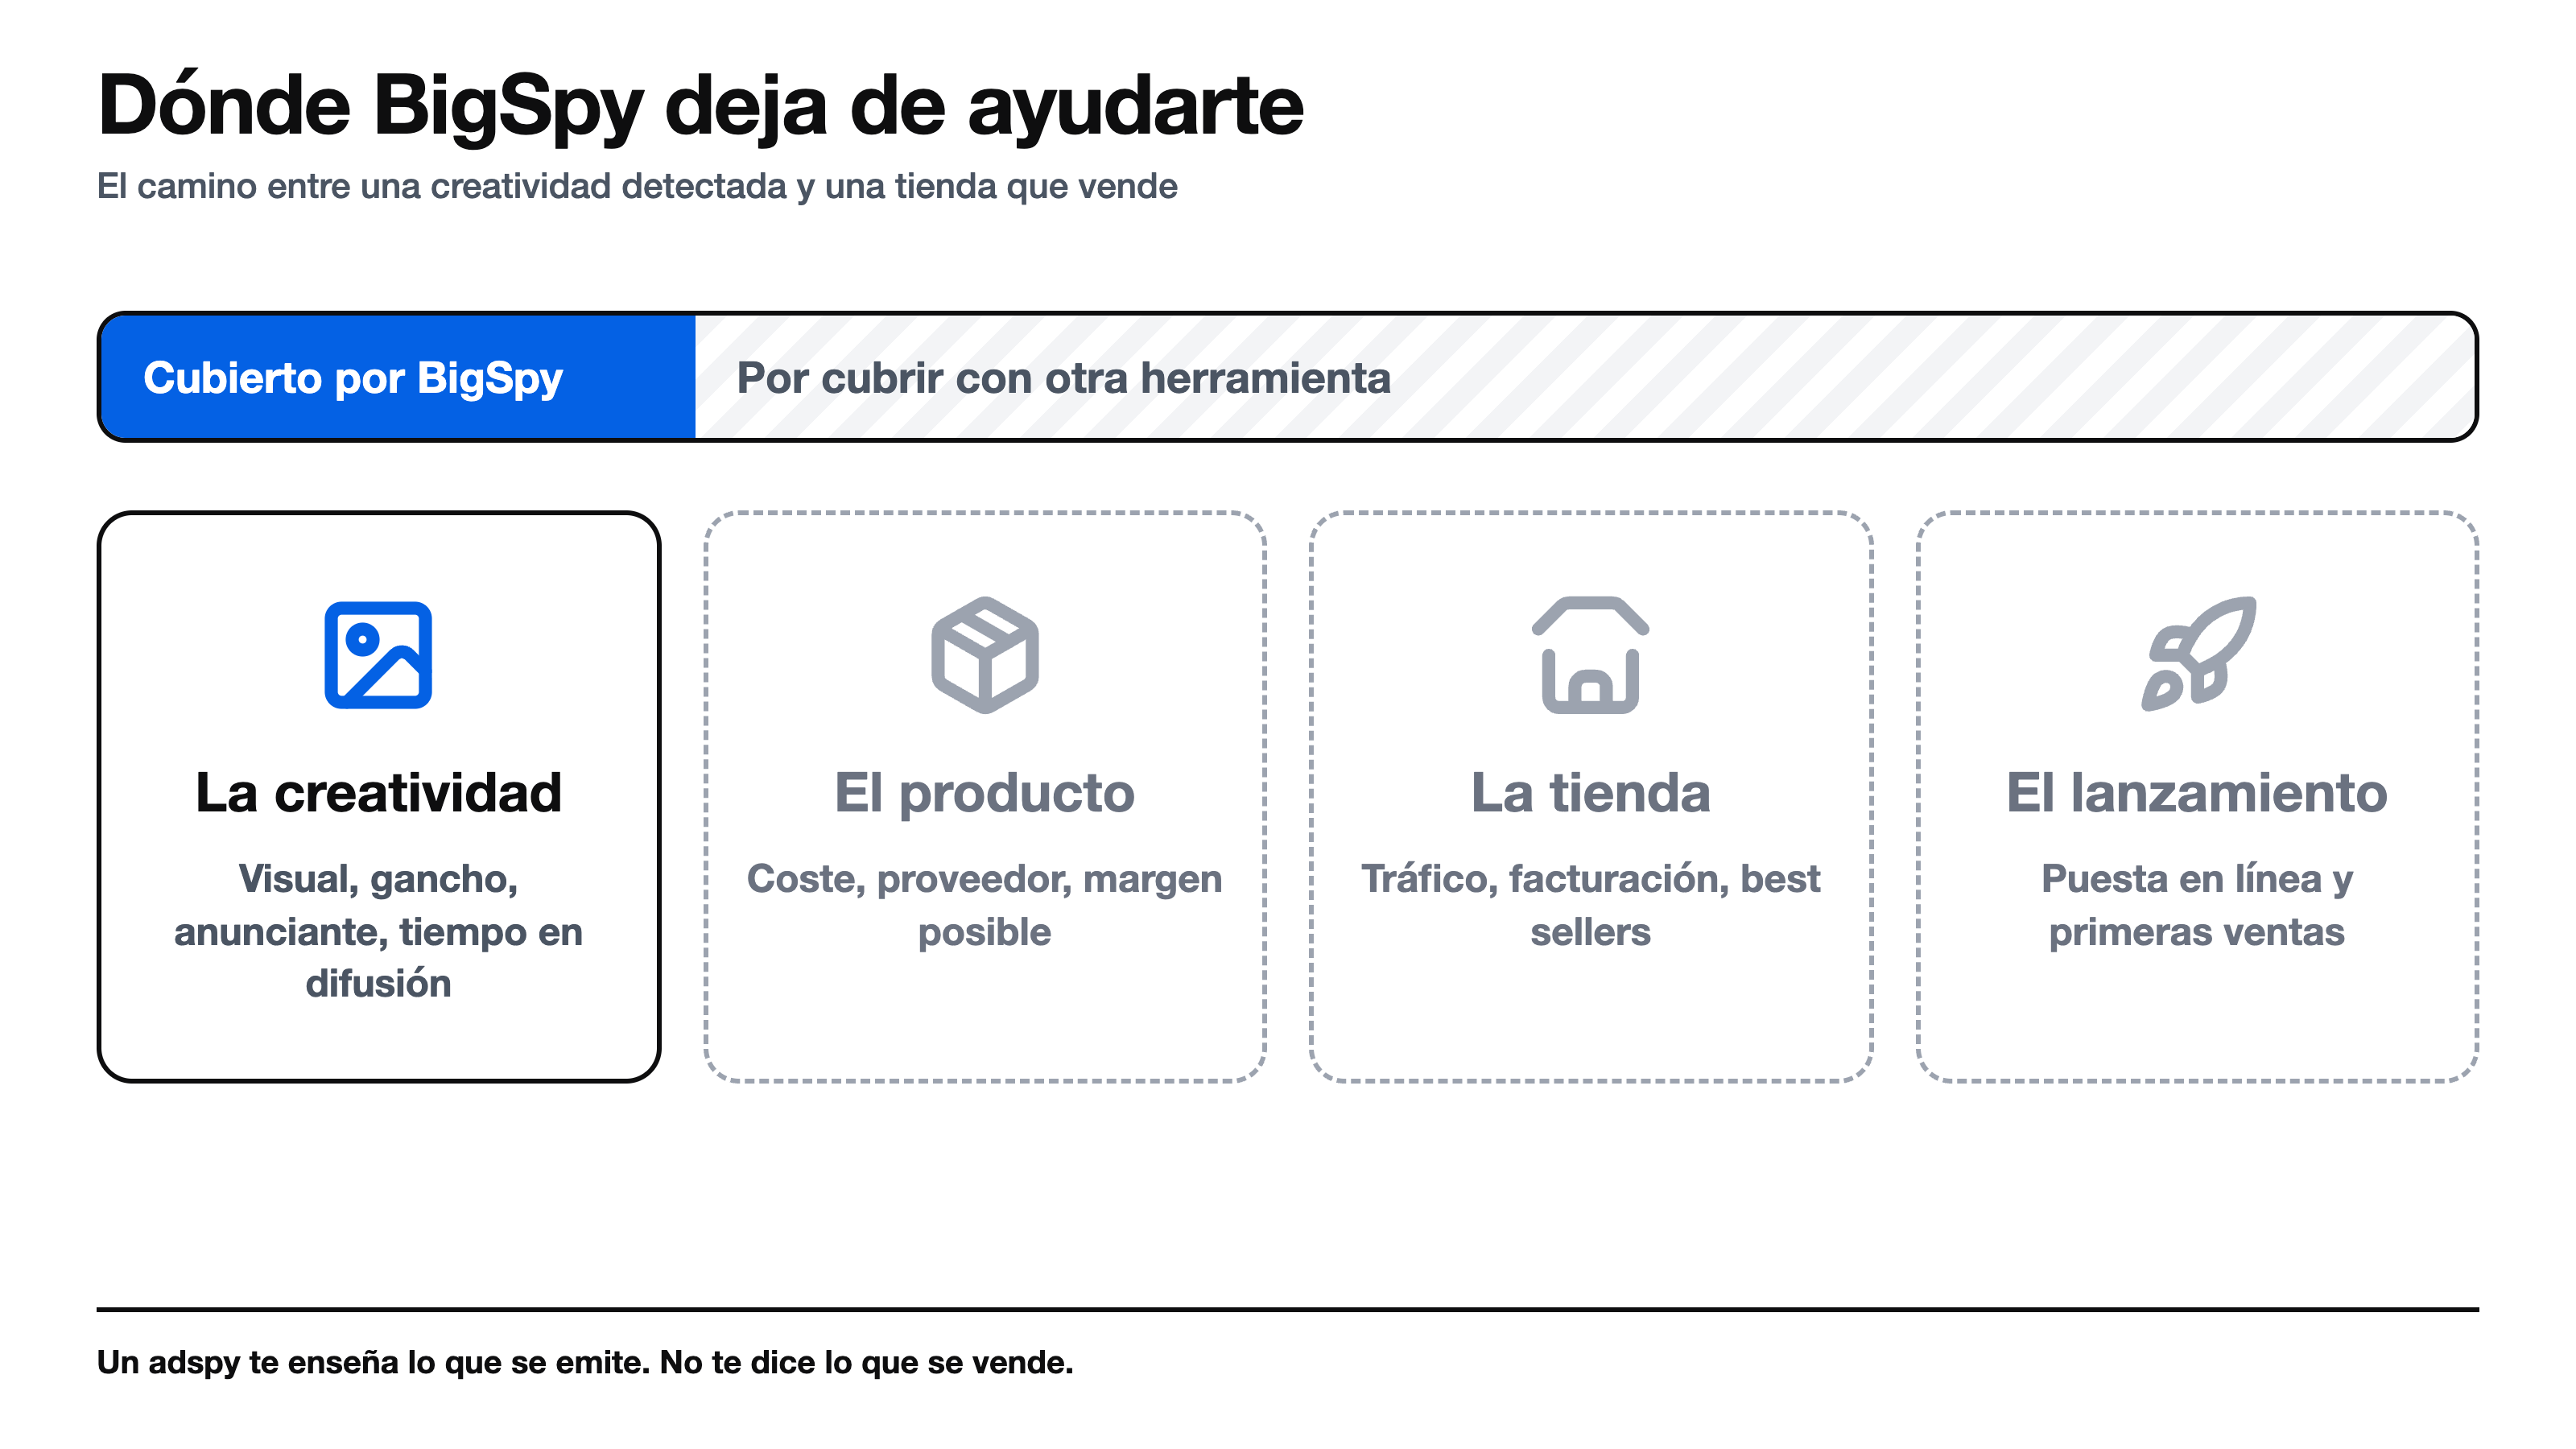 Dónde BigSpy deja de ayudarte
El camino entre una creatividad detectada y una tienda que vende
Cubierto por BigSpy
Por cubrir con otra herramienta
La creatividad
Visual, gancho,
anunciante, tiempo en
difusión
El producto
Coste, proveedor, margen
posible
La tienda
Tráfico, facturación, best
sellers
El lanzamiento
Puesta en línea y
primeras ventas
Un adspy te enseña lo que se emite. No te dice lo que se vende.